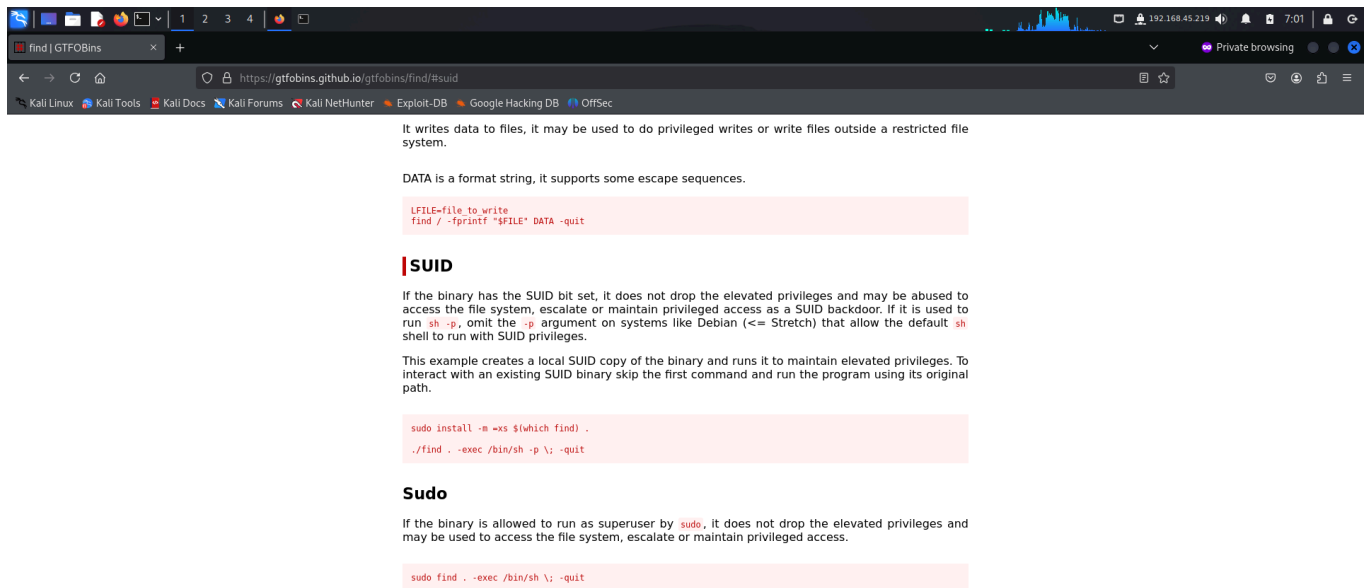 1 2 3 4 192.168.45.219 7:01
find | GTFOBins × + Private browsing
https://gtfobins.github.io/gtfobins/find/#suid
Kali Linux Kali Tools Kali Docs Kali Forums Kali NetHunter Exploit-DB Google Hacking DB OffSec
It writes data to files, it may be used to do privileged writes or write files outside a restricted file
system.
DATA is a format string, it supports some escape sequences.
LFILE=file_to_write
find / -fprintf "$FILE" DATA -quit
SUID
If the binary has the SUID bit set, it does not drop the elevated privileges and may be abused to
access the file system, escalate or maintain privileged access as a SUID backdoor. If it is used to
run sh -p, omit the -p argument on systems like Debian (<= Stretch) that allow the default sh
shell to run with SUID privileges.
This example creates a local SUID copy of the binary and runs it to maintain elevated privileges. To
interact with an existing SUID binary skip the first command and run the program using its original
path.
sudo install -m =xs $(which find) .
./find . -exec /bin/sh -p \; -quit
Sudo
If the binary is allowed to run as superuser by sudo, it does not drop the elevated privileges and
may be used to access the file system, escalate or maintain privileged access.
sudo find . -exec /bin/sh \; -quit